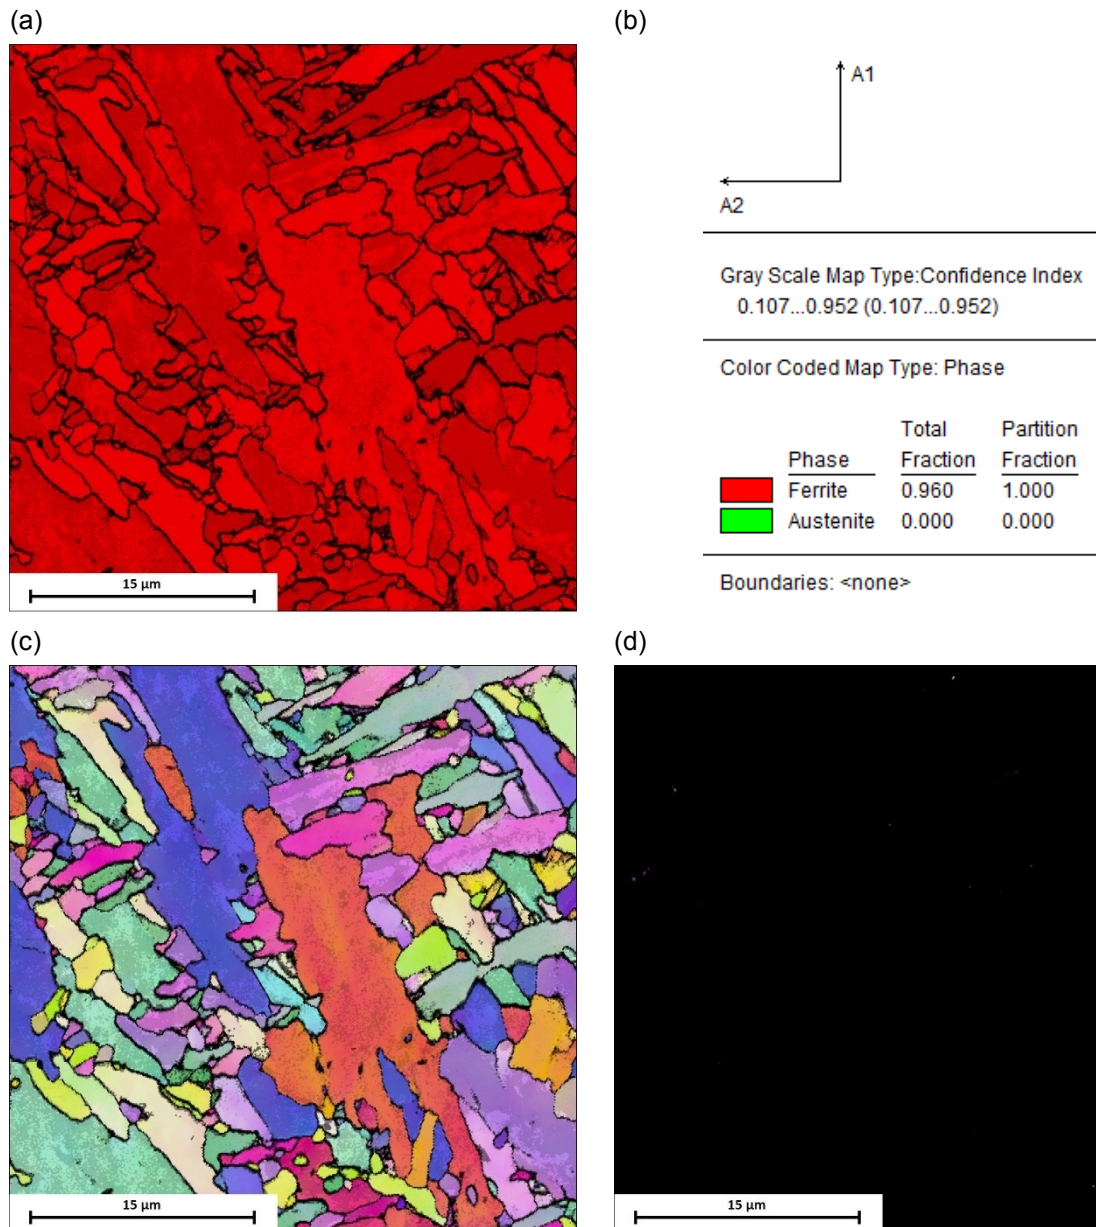 (a)
(b)
A1
A2
Gray Scale Map Type:Confidence Index
0.107...0.952 (0.107...0.952)
Color Coded Map Type: Phase
Total Partition
Phase Fraction Fraction
Ferrite 0.960 1.000
Austenite 0.000 0.000
Boundaries: <none>
15 µm
(c)
(d)
15 µm
15 µm